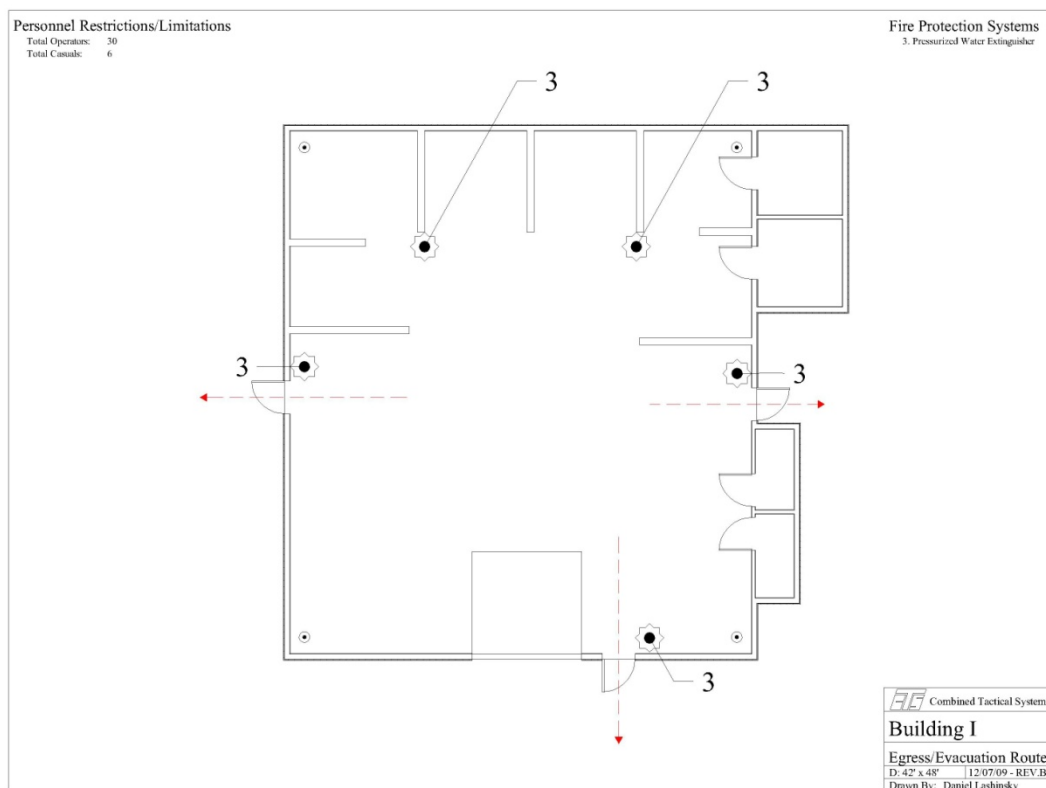 Personnel Restrictions/Limitations
Total Operators: 30
Total Casuals: 6
Fire Protection Systems
3. Pressurized Water Extinguisher
3
3
3
3
3
CTS Combined Tactical System
Building I
Egress/Evacuation Route
D: 42' x 48' 12/07/09 - REV.B
Drawn By: Daniel Lashinsky